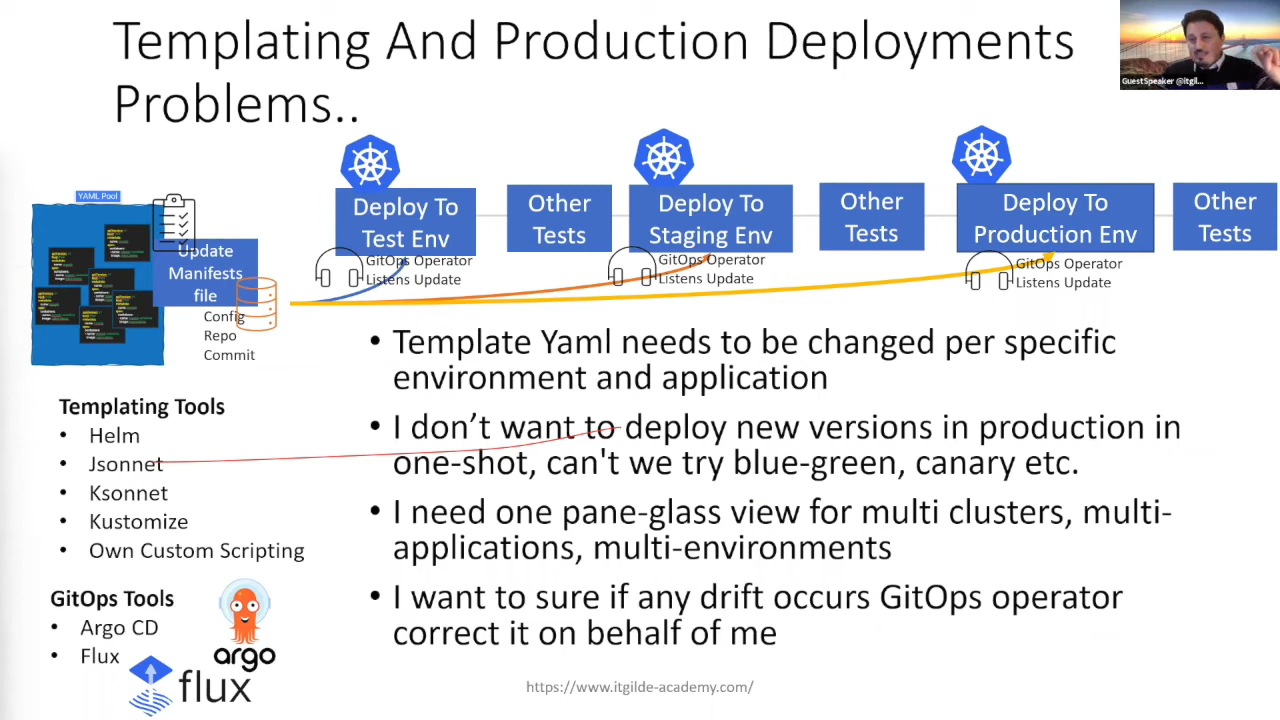 Templating And Production Deployments
Problems..
GuestSpeaker @itgil...
YAML Pool
Update
Manifests
file
Config
Repo
Commit
Deploy To
Test Env
GitOps Operator
Listens Update
Other
Tests
Deploy To
Staging Env
GitOps Operator
Listens Update
Other
Tests
Deploy To
Production Env
GitOps Operator
Listens Update
Other
Tests
• Template Yaml needs to be changed per specific
environment and application
• I don’t want to deploy new versions in production in
one-shot, can't we try blue-green, canary etc.
• I need one pane-glass view for multi clusters, multi-
applications, multi-environments
• I want to sure if any drift occurs GitOps operator
correct it on behalf of me
Templating Tools
• Helm
• Jsonnet
• Ksonnet
• Kustomize
• Own Custom Scripting
GitOps Tools
• Argo CD
• Flux
argo
flux
https://www.itgilde-academy.com/